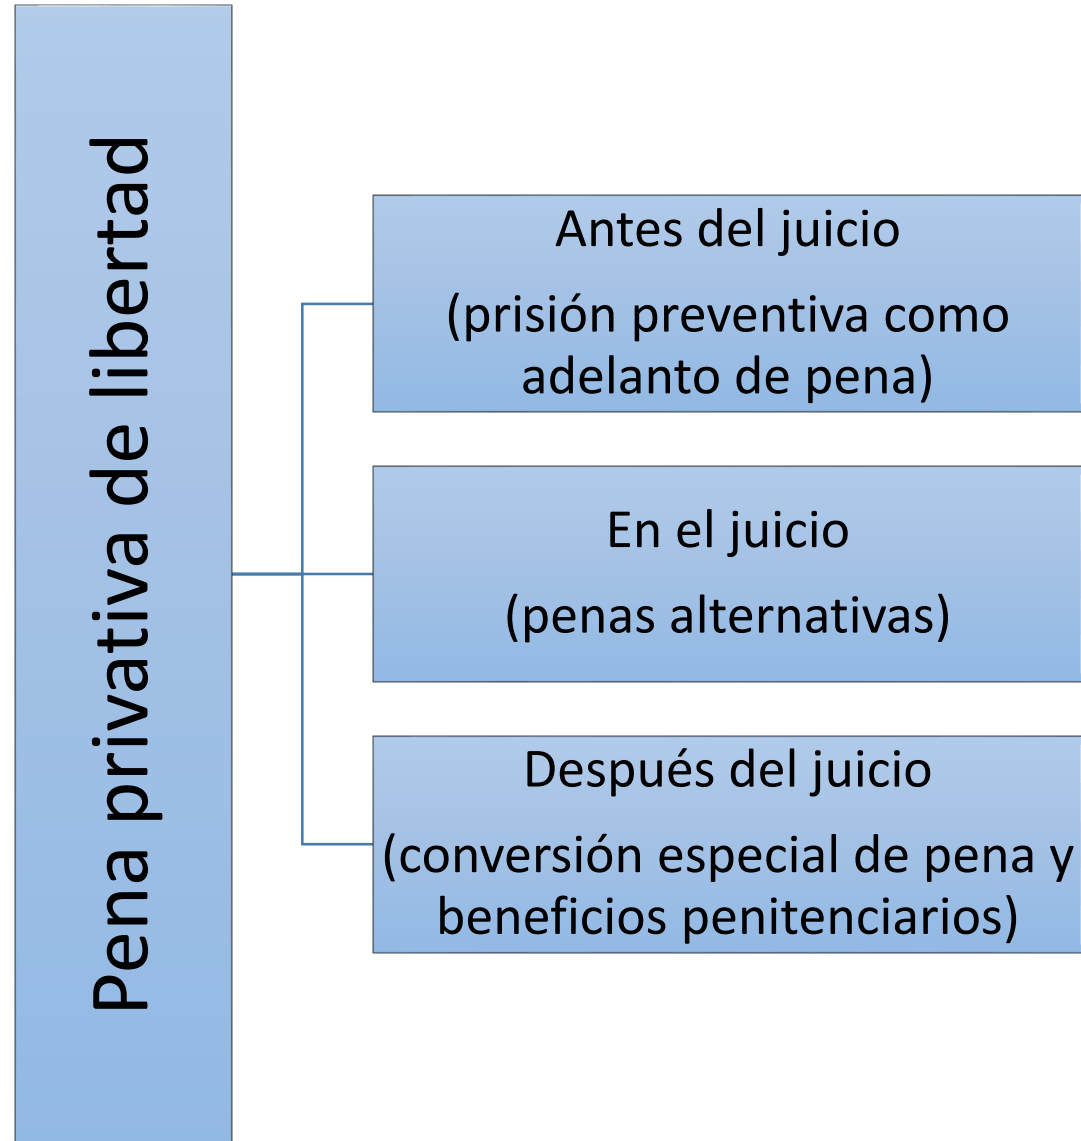 Pena privativa de libertad
Antes del juicio
(prisión preventiva como
adelanto de pena)
En el juicio
(penas alternativas)
Después del juicio
(conversión especial de pena y
beneficios penitenciarios)